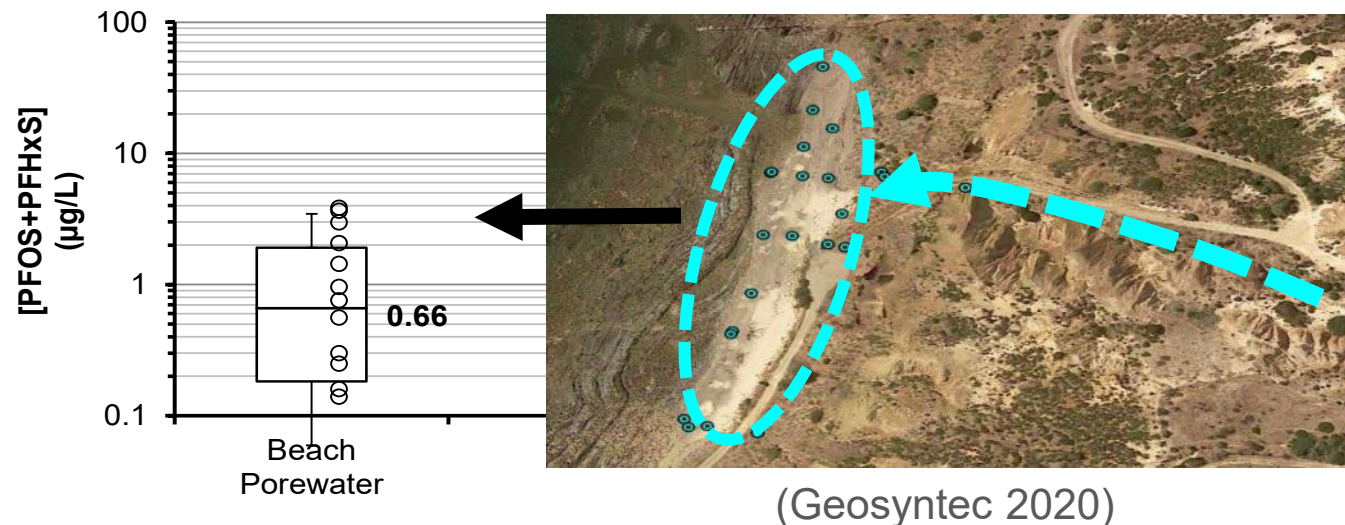 100
10
1
0.1
[PFOS+PFHxS]
(µg/L)
0.66
Beach
Porewater
(Geosyntec 2020)